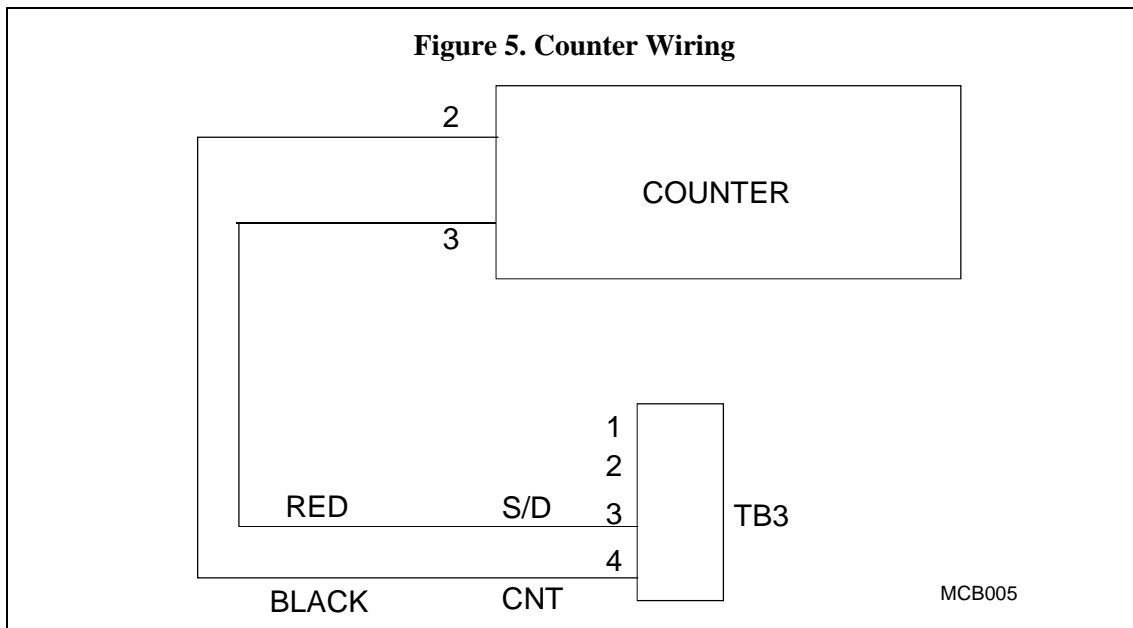 Figure 5. Counter Wiring
2
COUNTER
3
1
2
RED S/D 3 TB3
4
BLACK CNT
MCB005